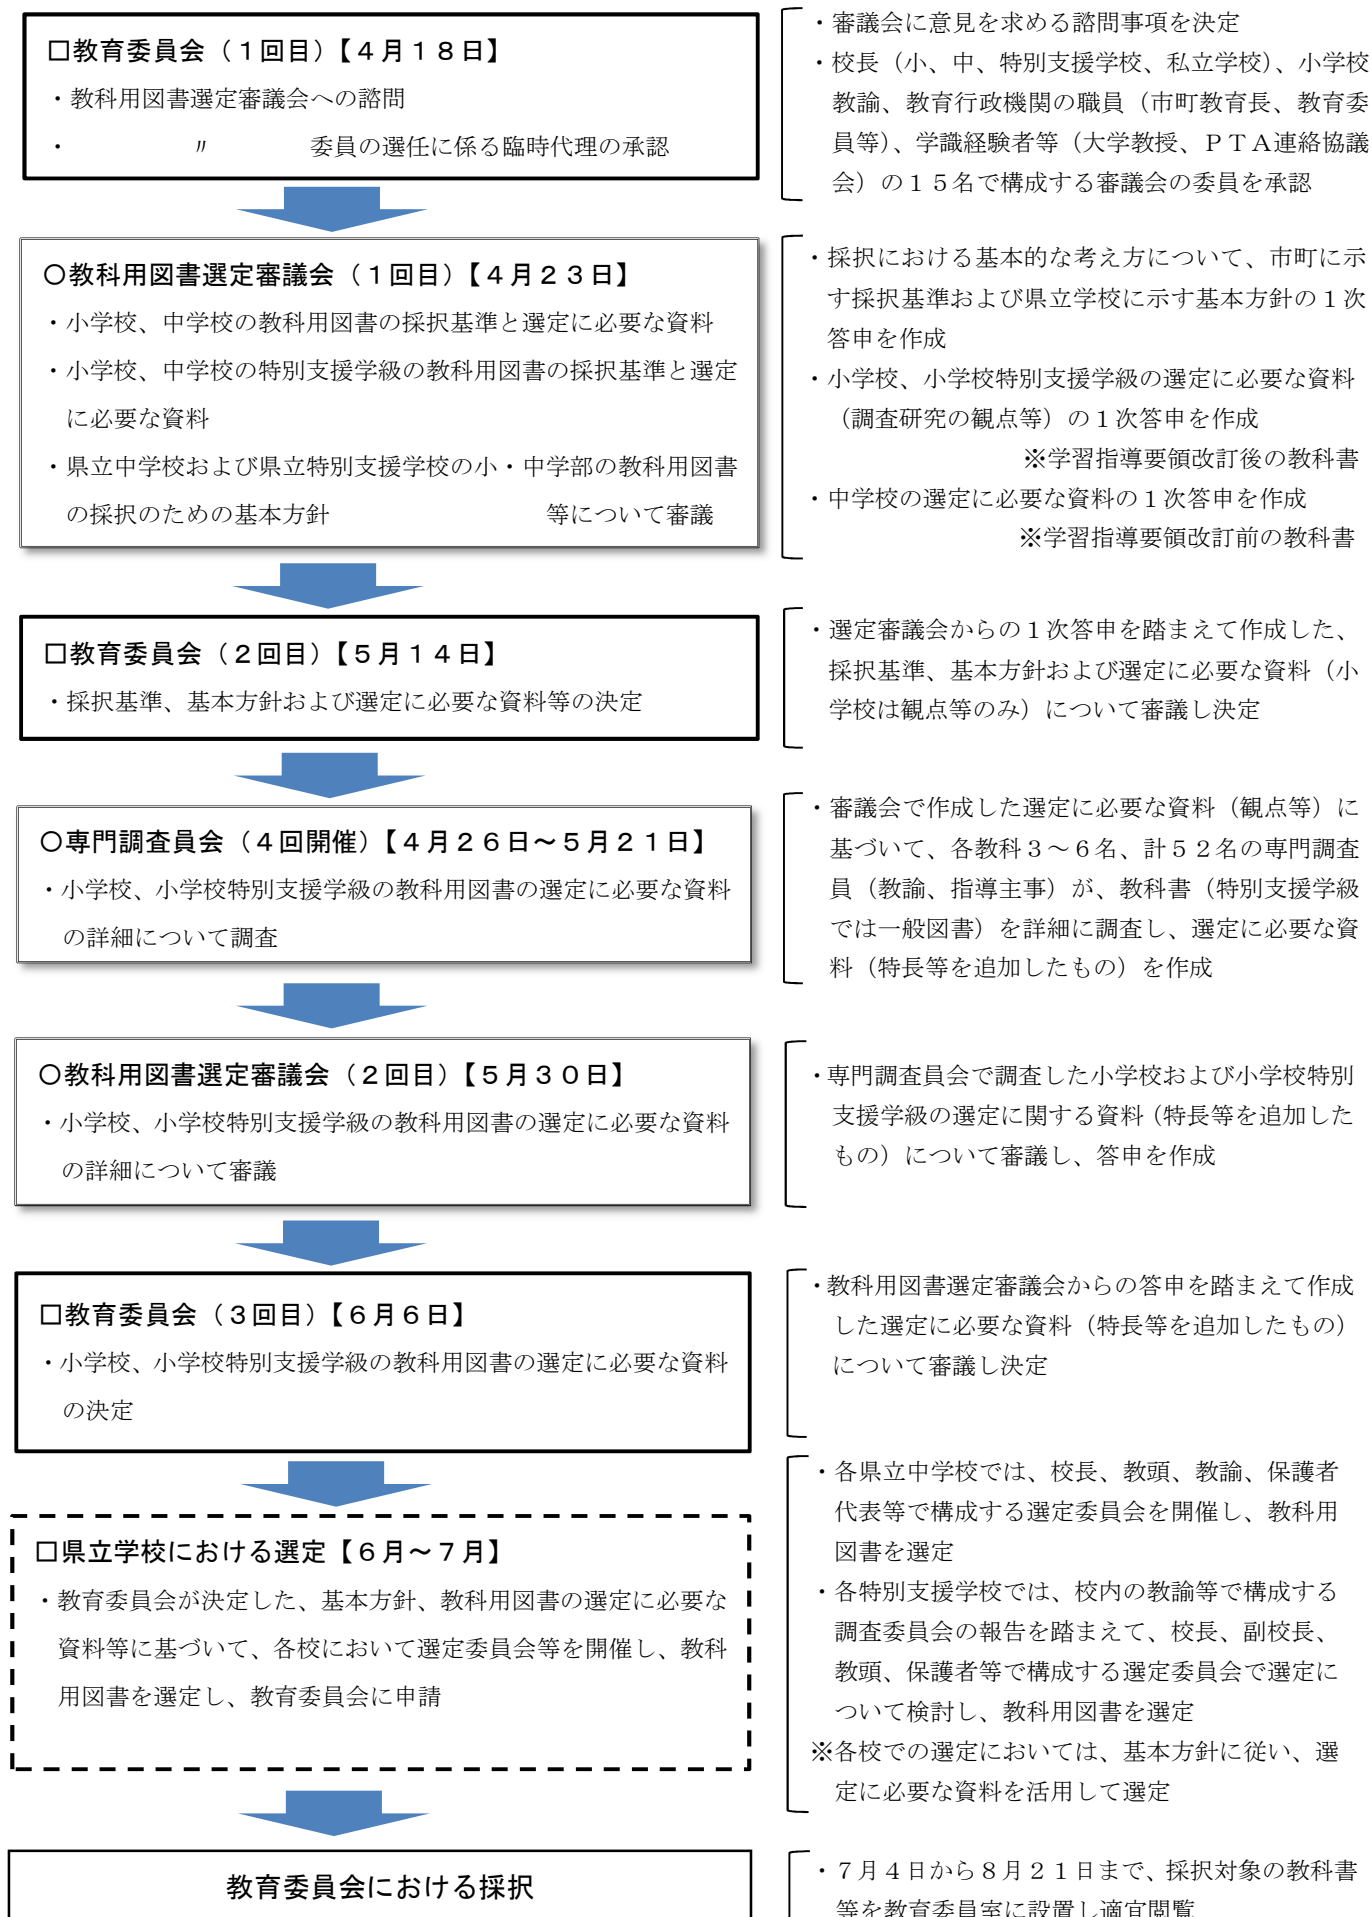 □教育委員会（１回目）【４月１８日】
・教科用図書選定審議会への諮問
・　　　　　〃　　　　委員の選任に係る臨時代理の承認
・審議会に意見を求める諮問事項を決定
・校長（小、中、特別支援学校、私立学校）、小学校
教諭、教育行政機関の職員（市町教育長、教育委
員等）、学識経験者等（大学教授、ＰＴＡ連絡協議
会）の１５名で構成する審議会の委員を承認
○教科用図書選定審議会（１回目）【４月２３日】
・小学校、中学校の教科用図書の採択基準と選定に必要な資料
・小学校、中学校の特別支援学級の教科用図書の採択基準と選定
に必要な資料
・県立中学校および県立特別支援学校の小・中学部の教科用図書
の採択のための基本方針　　　　　　　　　等について審議
・採択における基本的な考え方について、市町に示
す採択基準および県立学校に示す基本方針の１次
答申を作成
・小学校、小学校特別支援学級の選定に必要な資料
（調査研究の観点等）の１次答申を作成
※学習指導要領改訂後の教科書
・中学校の選定に必要な資料の１次答申を作成
※学習指導要領改訂前の教科書
□教育委員会（２回目）【５月１４日】
・採択基準、基本方針および選定に必要な資料等の決定
・選定審議会からの１次答申を踏まえて作成した、
採択基準、基本方針および選定に必要な資料（小
学校は観点等のみ）について審議し決定
○専門調査員会（４回開催）【４月２６日～５月２１日】
・小学校、小学校特別支援学級の教科用図書の選定に必要な資料
の詳細について調査
・審議会で作成した選定に必要な資料（観点等）に
基づいて、各教科３～６名、計５２名の専門調査
員（教諭、指導主事）が、教科書（特別支援学級
では一般図書）を詳細に調査し、選定に必要な資
料（特長等を追加したもの）を作成
○教科用図書選定審議会（２回目）【５月３０日】
・小学校、小学校特別支援学級の教科用図書の選定に必要な資料
の詳細について審議
・専門調査員会で調査した小学校および小学校特別
支援学級の選定に関する資料（特長等を追加した
もの）について審議し、答申を作成
□教育委員会（３回目）【６月６日】
・小学校、小学校特別支援学級の教科用図書の選定に必要な資料
の決定
・教科用図書選定審議会からの答申を踏まえて作成
した選定に必要な資料（特長等を追加したもの）
について審議し決定
□県立学校における選定【６月～７月】
・教育委員会が決定した、基本方針、教科用図書の選定に必要な
資料等に基づいて、各校において選定委員会等を開催し、教科
用図書を選定し、教育委員会に申請
・各県立中学校では、校長、教頭、教諭、保護者
代表等で構成する選定委員会を開催し、教科用
図書を選定
・各特別支援学校では、校内の教諭等で構成する
調査委員会の報告を踏まえて、校長、副校長、
教頭、保護者等で構成する選定委員会で選定に
ついて検討し、教科用図書を選定
※各校での選定においては、基本方針に従い、選
定に必要な資料を活用して選定
教育委員会における採択
・７月４日から８月２１日まで、採択対象の教科書
等を教育委員室に設置し適宜閲覧